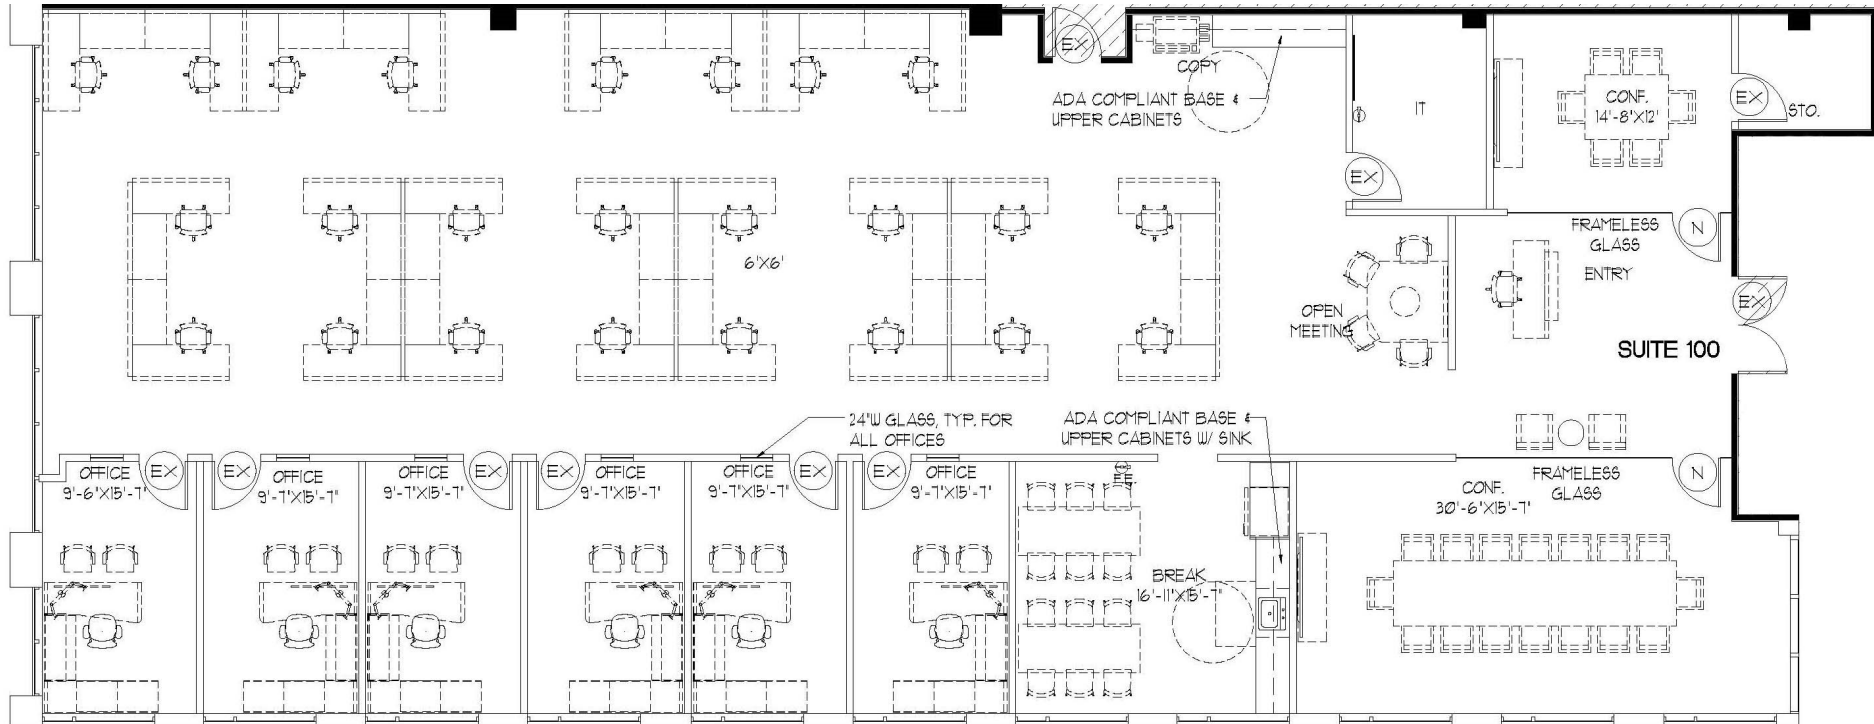 EX
COPY
ADA COMPLIANT BASE &
UPPER CABINETS
IT
EX
CONF.
14'-8"X12'
EX
STO.
6'X6'
OPEN
MEETING
FRAMELESS
GLASS
N
ENTRY
EX
SUITE 100
24"W GLASS, TYP. FOR
ALL OFFICES
ADA COMPLIANT BASE &
UPPER CABINETS W/ SINK
OFFICE
9'-6"X15'-7"
EX
EX
OFFICE
9'-7"X15'-7"
OFFICE
9'-7"X15'-7"
EX
EX
OFFICE
9'-7"X15'-7"
OFFICE
9'-7"X15'-7"
EX
EX
OFFICE
9'-7"X15'-7"
F.E.
BREAK
16'-11"X15'-7"
CONF.
30'-6"X15'-7"
FRAMELESS
GLASS
N